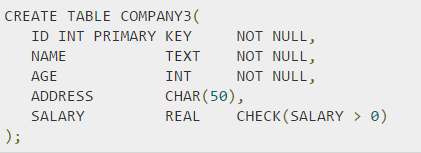 CREATE TABLE COMPANY3(
   ID INT PRIMARY KEY     NOT NULL,
   NAME           TEXT    NOT NULL,
   AGE            INT     NOT NULL,
   ADDRESS        CHAR(50),
   SALARY         REAL    CHECK(SALARY > 0)
);